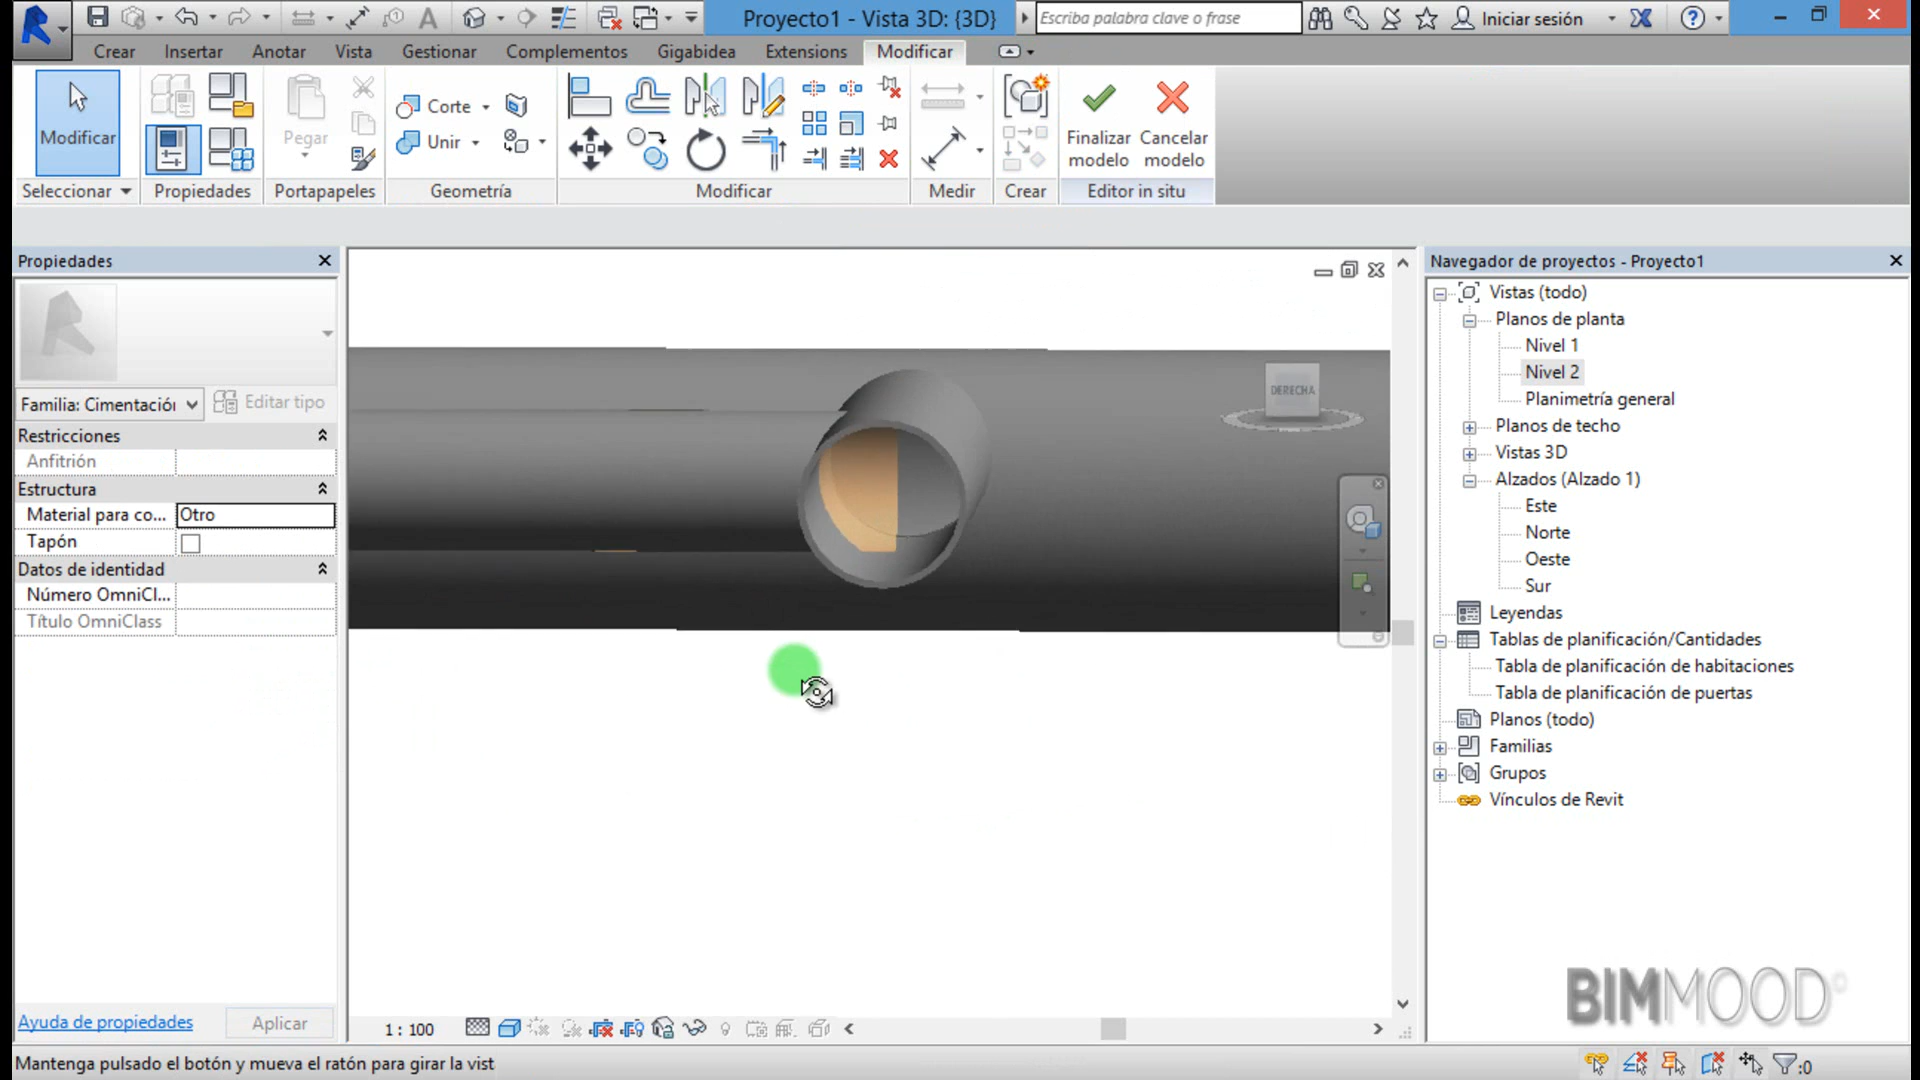 Proyecto1 - Vista 3D: {3D}
Escriba palabra clave o frase
Iniciar sesión
Crear
Insertar
Anotar
Vista
Gestionar
Complementos
Gigabidea
Extensions
Modificar
Modificar
Pegar
Corte
Unir
Finalizar
modelo
Cancelar
modelo
Seleccionar
Propiedades
Portapapeles
Geometría
Modificar
Medir
Crear
Editor in situ
Propiedades
Familia: Cimentación
Editar tipo
Restricciones
Anfitrión
Estructura
Material para co...
Otro
Tapón
Datos de identidad
Número OmniCl...
Título OmniClass
Ayuda de propiedades
Aplicar
DERECHA
1 : 100
Navegador de proyectos - Proyecto1
Vistas (todo)
Planos de planta
Nivel 1
Nivel 2
Planimetría general
Planos de techo
Vistas 3D
Alzados (Alzado 1)
Este
Norte
Oeste
Sur
Leyendas
Tablas de planificación/Cantidades
Tabla de planificación de habitaciones
Tabla de planificación de puertas
Planos (todo)
Familias
Grupos
Vínculos de Revit
BIMMOOD
Mantenga pulsado el botón y mueva el ratón para girar la vist
:0